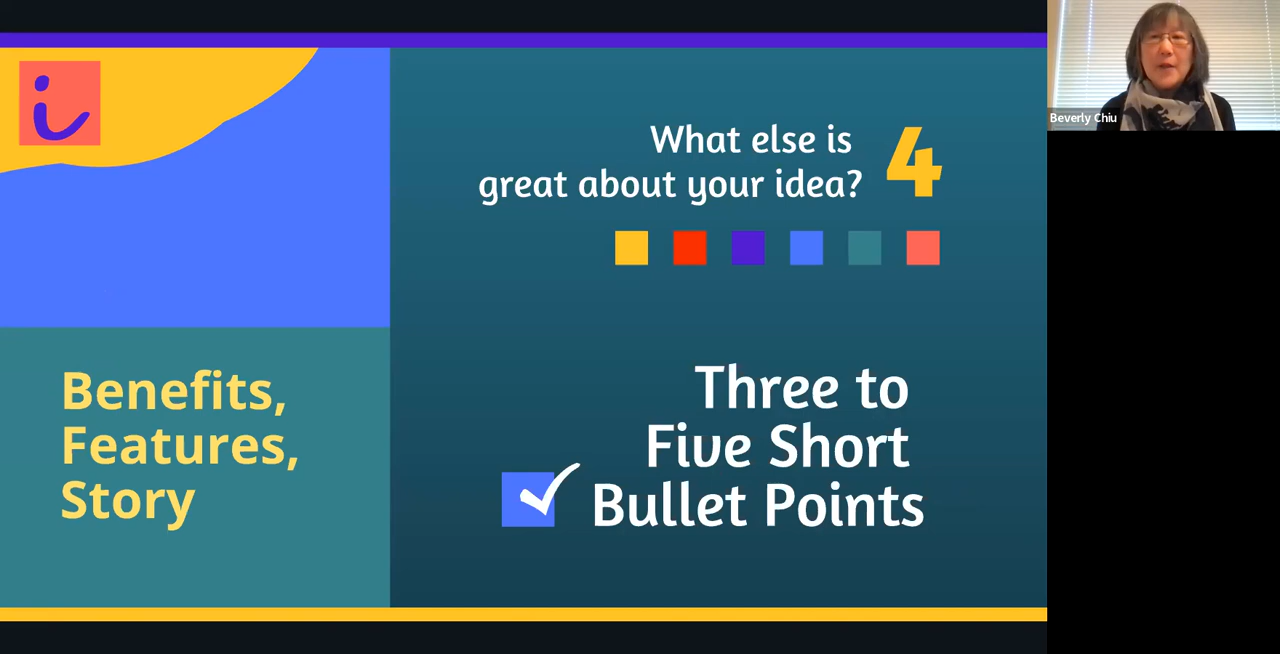 i
What else is
great about your idea?
4
Three to
Five Short
Bullet Points
Benefits,
Features,
Story
Beverly Chiu